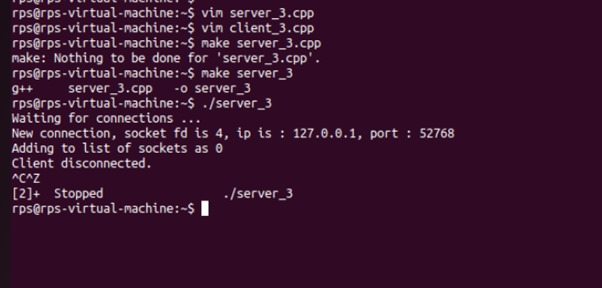 rps@rps-virtual-machine:~$ vim server_3.cpp
rps@rps-virtual-machine:~$ vim client_3.cpp
rps@rps-virtual-machine:~$ make server_3.cpp
make: Nothing to be done for 'server_3.cpp'.
rps@rps-virtual-machine:~$ make server_3
g++     server_3.cpp   -o server_3
rps@rps-virtual-machine:~$ ./server_3
Waiting for connections ...
New connection, socket fd is 4, ip is : 127.0.0.1, port : 52768
Adding to list of sockets as 0
Client disconnected.
^C^Z
[2]+  Stopped                 ./server_3
rps@rps-virtual-machine:~$